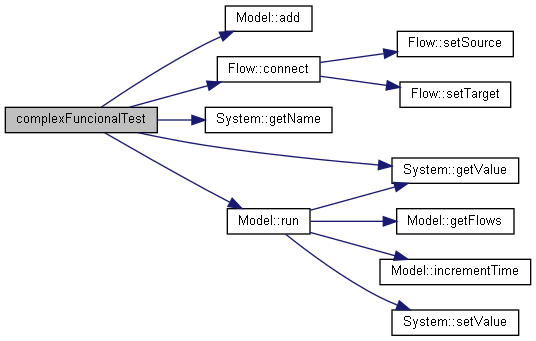 Model::add
Flow::setSource
Flow::connect
Flow::setTarget
complexFuncionalTest
System::getName
System::getValue
Model::run
Model::getFlows
Model::incrementTime
System::setValue